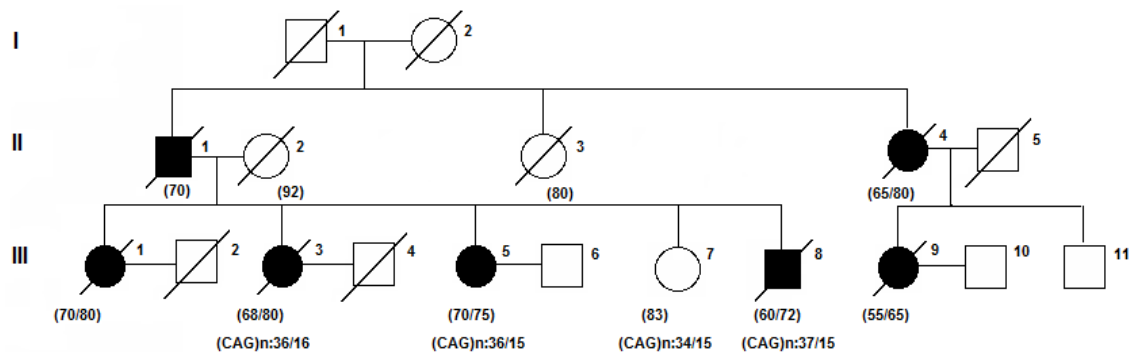 I 1 2
II 1 2 3 4 5
(70) (92) (80) (65/80)
III 1 2 3 4 5 6 7 8 9 10 11
(70/80) (68/80) (70/75) (83) (60/72) (55/65)
(CAG)n:36/16 (CAG)n:36/15 (CAG)n:34/15 (CAG)n:37/15